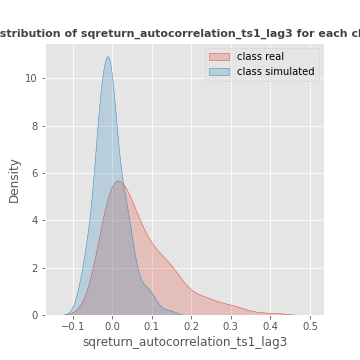 stribution of sqreturn_autocorrelation_ts1_lag3 for each cl
class real
class simulated
10
8
6
4
2
0
Density
−0.1 0.0 0.1 0.2 0.3 0.4 0.5
sqreturn_autocorrelation_ts1_lag3